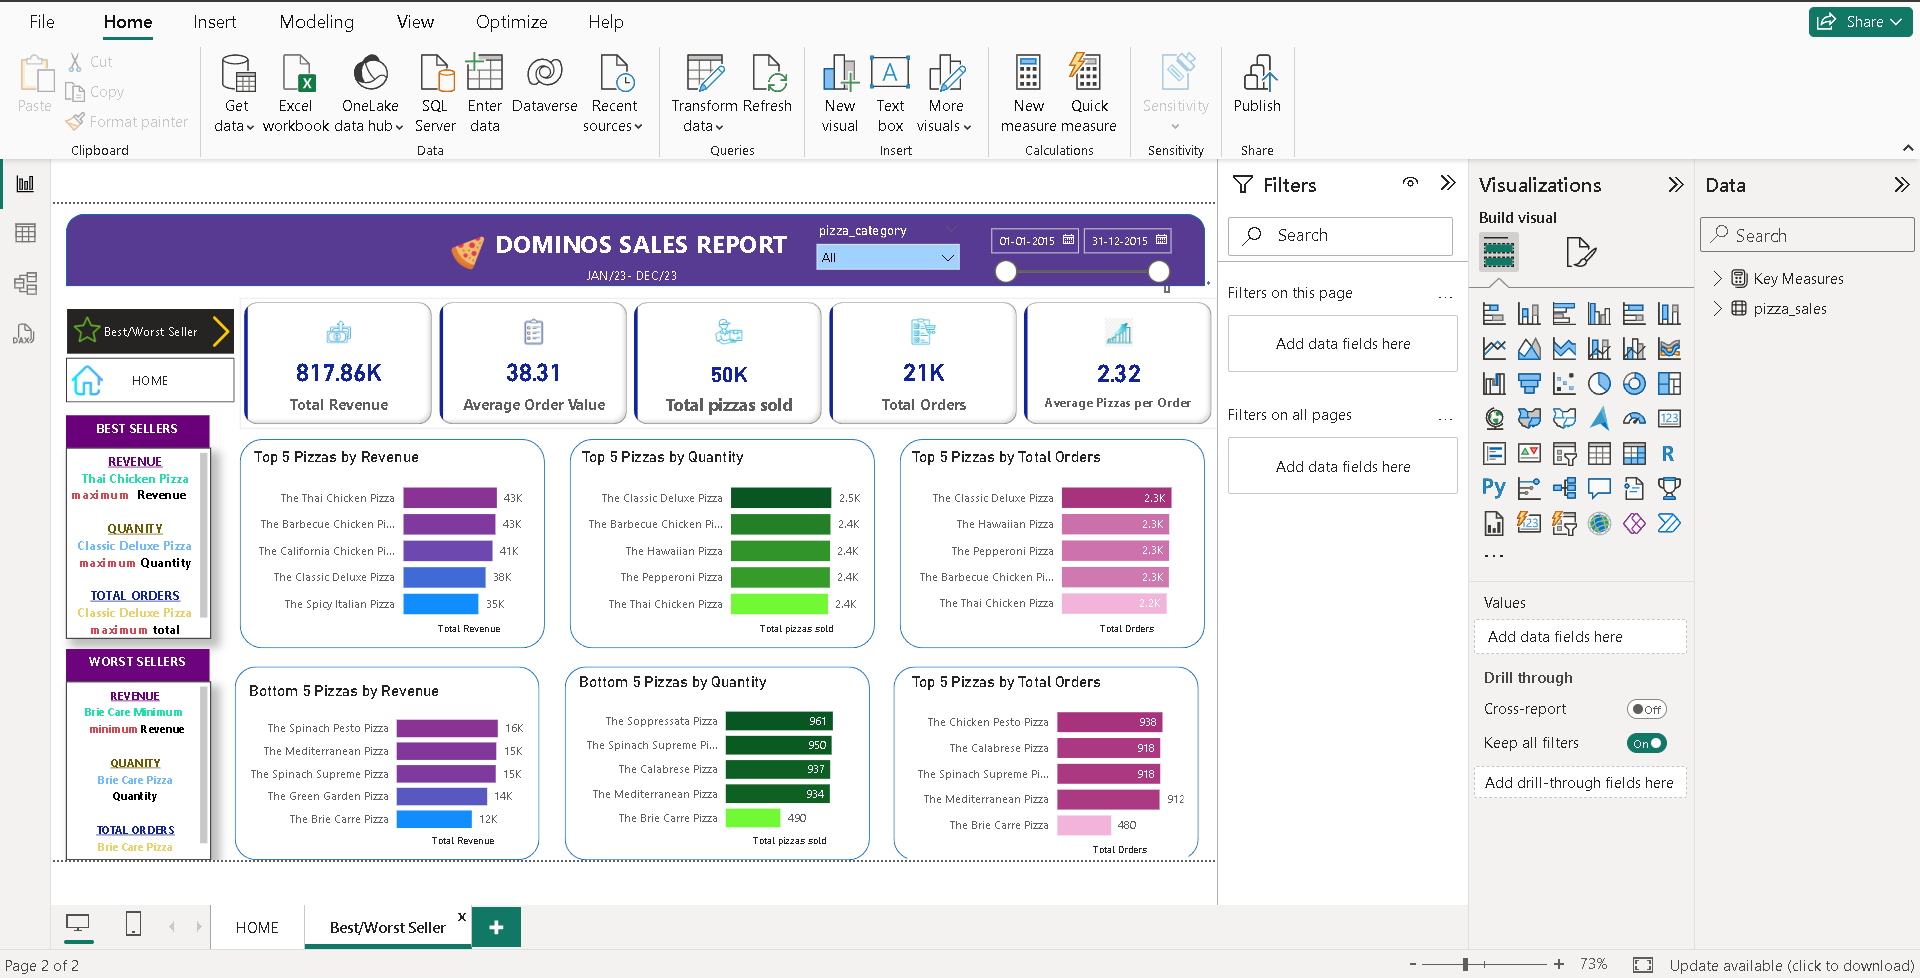 File Home Insert Modeling View Optimize Help
Share
Paste
Cut
Copy
Format painter
Clipboard
Get data
Excel workbook
OneLake data hub
SQL Server
Enter data
Dataverse
Recent sources
Data
Transform data
Refresh
Queries
New visual
Text box
More visuals
Insert
New measure
Quick measure
Calculations
Sensitivity
Sensitivity
Publish
Share
DOMINOS SALES REPORT
JAN/23- DEC/23
pizza_category
All
01-01-2015
31-12-2015
Best/Worst Seller
HOME
817.86K
Total Revenue
38.31
Average Order Value
50K
Total pizzas sold
21K
Total Orders
2.32
Average Pizzas per Order
BEST SELLERS
REVENUE
Thai Chicken Pizza
maximum Revenue
QUANITY
Classic Deluxe Pizza
maximum Quantity
TOTAL ORDERS
Classic Deluxe Pizza
maximum total
WORST SELLERS
REVENUE
Brie Care Minimum
minimum Revenue
QUANITY
Brie Care Pizza
Quantity
TOTAL ORDERS
Brie Care Pizza
Top 5 Pizzas by Revenue
The Thai Chicken Pizza 43K
The Barbecue Chicken Pi... 43K
The California Chicken Pi... 41K
The Classic Deluxe Pizza 38K
The Spicy Italian Pizza 35K
Total Revenue
Top 5 Pizzas by Quantity
The Classic Deluxe Pizza 2.5K
The Barbecue Chicken Pi... 2.4K
The Hawaiian Pizza 2.4K
The Pepperoni Pizza 2.4K
The Thai Chicken Pizza 2.4K
Total pizzas sold
Top 5 Pizzas by Total Orders
The Classic Deluxe Pizza 2.3K
The Hawaiian Pizza 2.3K
The Pepperoni Pizza 2.3K
The Barbecue Chicken Pi... 2.3K
The Thai Chicken Pizza 2.2K
Total Orders
Bottom 5 Pizzas by Revenue
The Spinach Pesto Pizza 16K
The Mediterranean Pizza 15K
The Spinach Supreme Pizza 15K
The Green Garden Pizza 14K
The Brie Carre Pizza 12K
Total Revenue
Bottom 5 Pizzas by Quantity
The Soppressata Pizza 961
The Spinach Supreme Pi... 950
The Calabrese Pizza 937
The Mediterranean Pizza 934
The Brie Carre Pizza 490
Total pizzas sold
Top 5 Pizzas by Total Orders
The Chicken Pesto Pizza 938
The Calabrese Pizza 918
The Spinach Supreme Pi... 918
The Mediterranean Pizza 912
The Brie Carre Pizza 480
Total Orders
Filters
Search
Filters on this page ...
Add data fields here
Filters on all pages ...
Add data fields here
Visualizations
Build visual
123
R
Py
123
...
Values
Add data fields here
Drill through
Cross-report Off
Keep all filters On
Add drill-through fields here
Data
Search
Key Measures
pizza_sales
DAX
HOME
Best/Worst Seller x
+
Page 2 of 2
- + 73%
Update available (click to download)